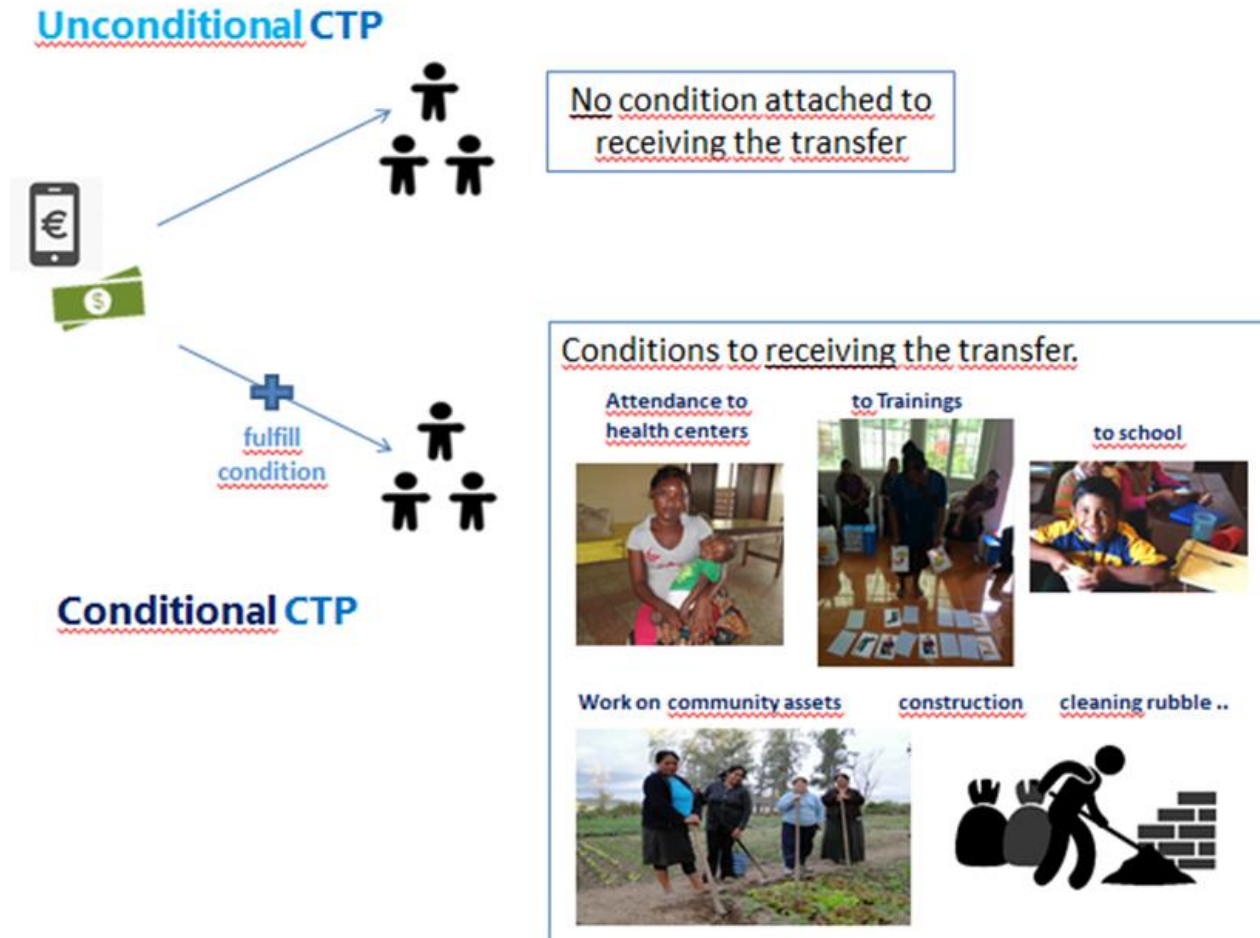 Unconditional CTP
No condition attached to
receiving the transfer
€
$
fulfill
condition
Conditional CTP
Conditions to receiving the transfer.
Attendance to
health centers
to Trainings
to school
Work on community assets
construction
cleaning rubble ..